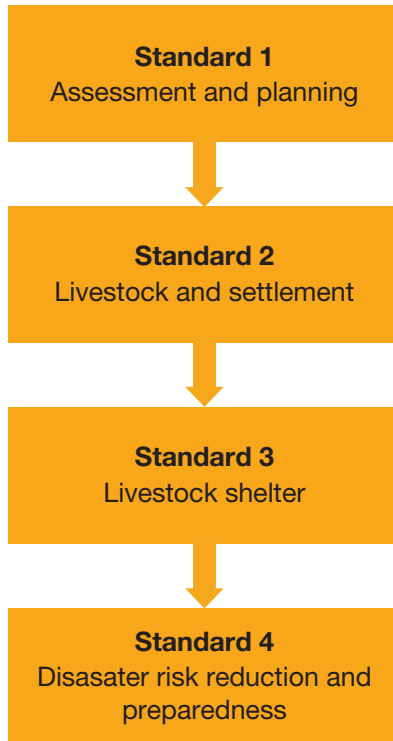 Standard 1
Assessment and planning
Standard 2
Livestock and settlement
Standard 3
Livestock shelter
Standard 4
Disasater risk reduction and
preparedness